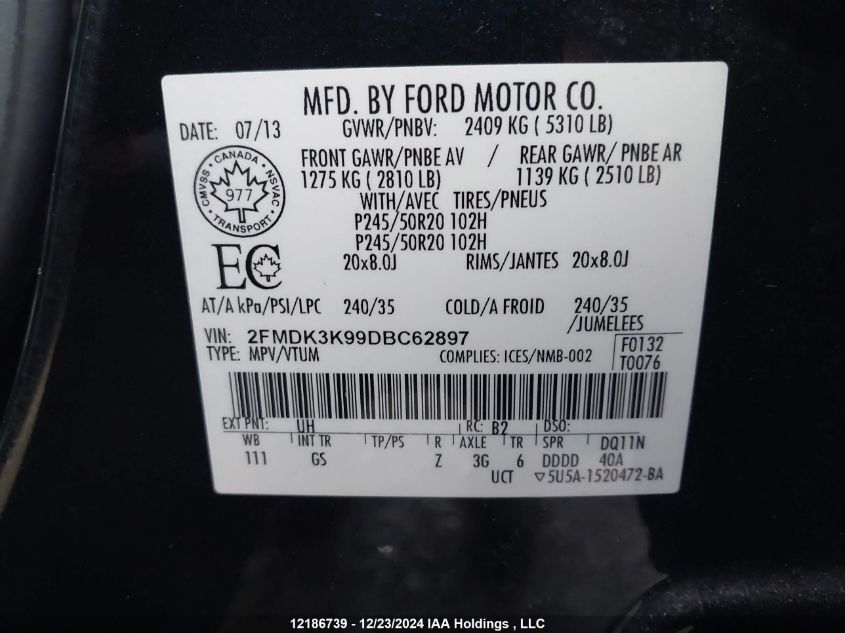 MFD. BY FORD MOTOR CO.
DATE: 07/13 GVWR/PNBV: 2409 KG ( 5310 LB)
FRONT GAWR/PNBE AV / REAR GAWR/ PNBE AR
1275 KG ( 2810 LB) 1139 KG ( 2510 LB)
WITH/AVEC TIRES/PNEUS
P245/50R20 102H
P245/50R20 102H
20x8.0J RIMS/JANTES 20x8.0J
CMVSS CANADA NSVAC
977
TRANSPORT
EC
AT/A kPa/PSI/LPC 240/35 COLD/A FROID 240/35
/JUMELEES
VIN: 2FMDK3K99DBC62897
TYPE: MPV/VTUM COMPLIES: ICES/NMB-002
F0132
T0076
EXT PNT: UH RC: B2 DSO:
WB INT TR TP/PS R AXLE TR SPR DQ11N
111 GS Z 3G 6 DDDD 40A
UCT ▽5U5A-1520472-BA
12186739 - 12/23/2024 IAA Holdings , LLC